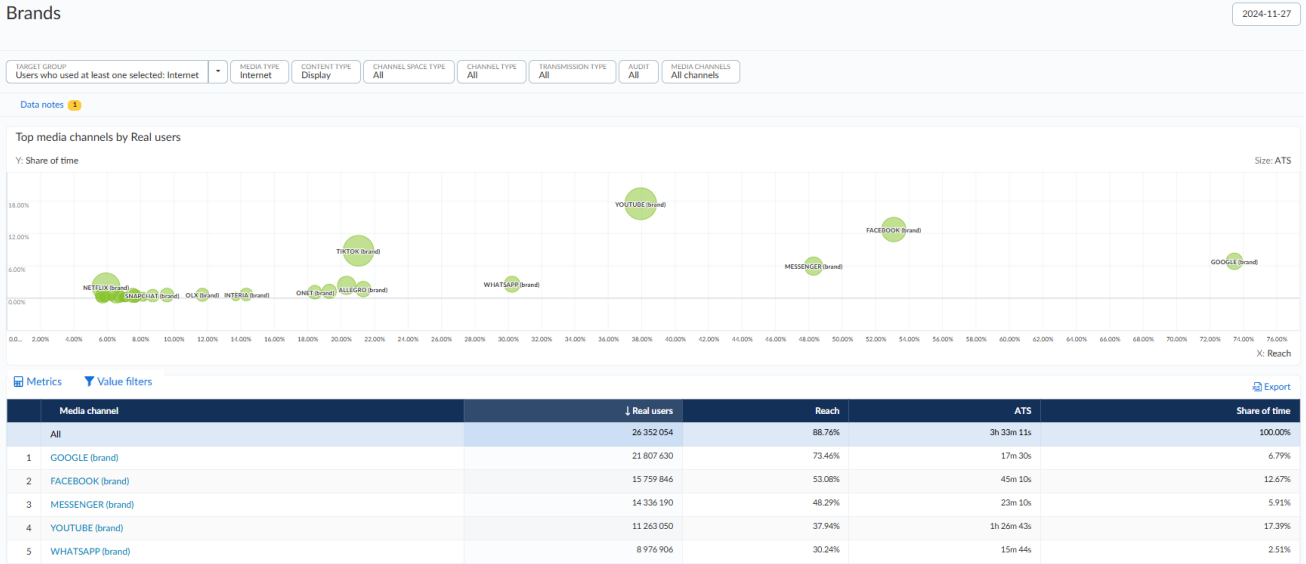 Brands
2024-11-27
TARGET GROUP
Users who used at least one selected: Internet
MEDIA TYPE
Internet
CONTENT TYPE
Display
CHANNEL SPACE TYPE
All
CHANNEL TYPE
All
TRANSMISSION TYPE
All
AUDIT
All
MEDIA CHANNELS
All channels
Data notes 1
Top media channels by Real users
Y: Share of time
Size: ATS
18.00%
12.00%
6.00%
0.00%
YOUTUBE (brand)
FACEBOOK (brand)
TIKTOK (brand)
GOOGLE (brand)
MESSENGER (brand)
WHATSAPP (brand)
NETFLIX (brand)
SNAPCHAT (brand)
OLX (brand)
INTERIA (brand)
ONET (brand)
ALLEGRO (brand)
0.0... 2.00% 4.00% 6.00% 8.00% 10.00% 12.00% 14.00% 16.00% 18.00% 20.00% 22.00% 24.00% 26.00% 28.00% 30.00% 32.00% 34.00% 36.00% 38.00% 40.00% 42.00% 44.00% 46.00% 48.00% 50.00% 52.00% 54.00% 56.00% 58.00% 60.00% 62.00% 64.00% 66.00% 68.00% 70.00% 72.00% 74.00% 76.00%
X: Reach
Metrics Value filters
Export
Media channel ↓ Real users Reach ATS Share of time
All 26 352 054 88.76% 3h 33m 11s 100.00%
1 GOOGLE (brand) 21 807 630 73.46% 17m 30s 6.79%
2 FACEBOOK (brand) 15 759 846 53.08% 45m 10s 12.67%
3 MESSENGER (brand) 14 336 190 48.29% 23m 10s 5.91%
4 YOUTUBE (brand) 11 263 050 37.94% 1h 26m 43s 17.39%
5 WHATSAPP (brand) 8 976 906 30.24% 15m 44s 2.51%